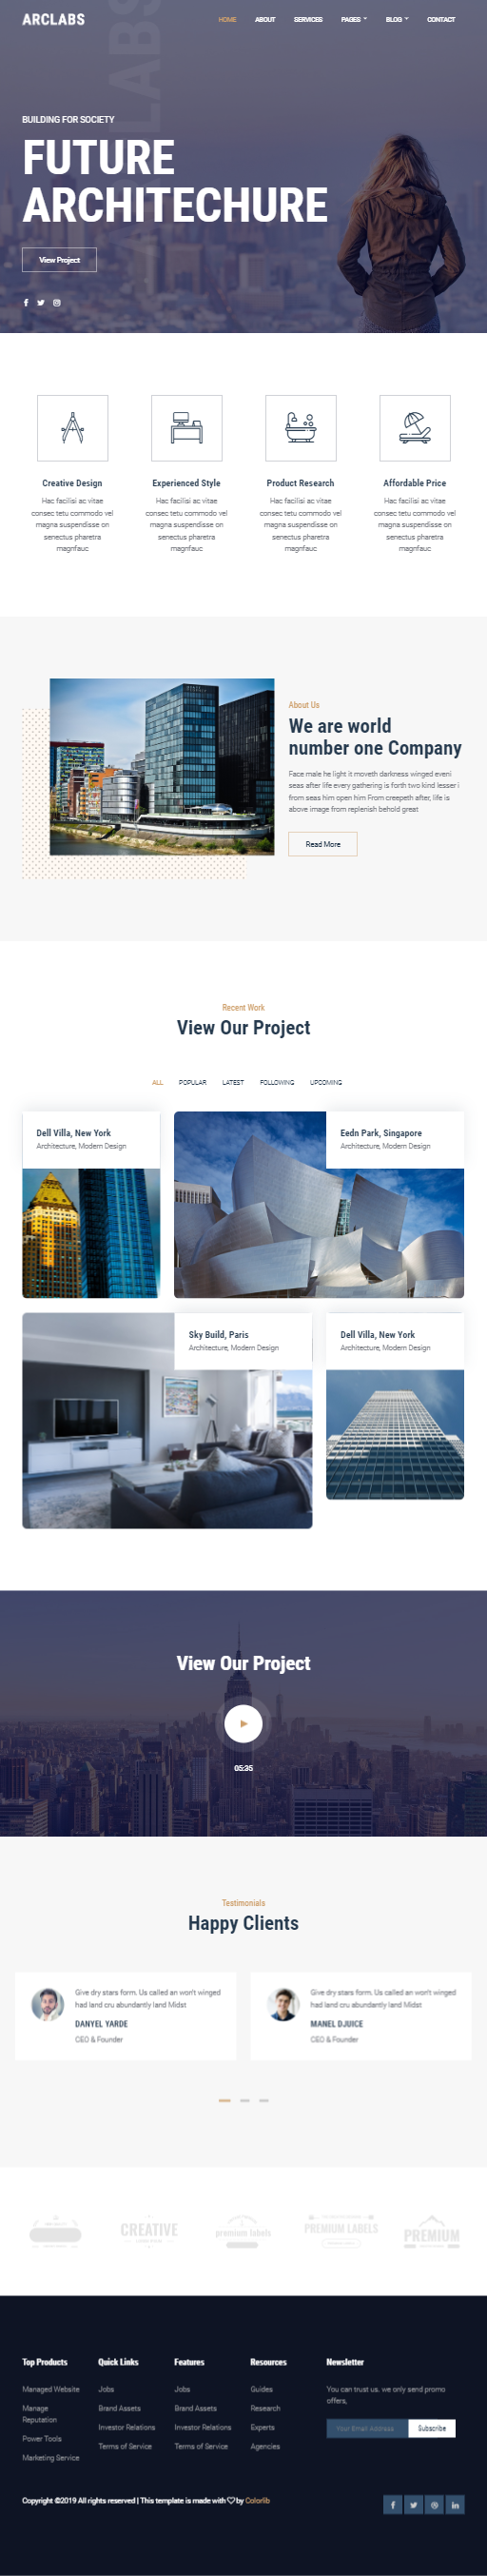 ARCLABS
HOME ABOUT SERVICES PAGES BLOG CONTACT
LABS
BUILDING FOR SOCIETY
FUTURE
ARCHITECHURE
View Project
Creative Design
Hac facilisi ac vitae
consec tetu commodo vel
magna suspendisse on
senectus pharetra
magnfauc
Experienced Style
Hac facilisi ac vitae
consec tetu commodo vel
magna suspendisse on
senectus pharetra
magnfauc
Product Research
Hac facilisi ac vitae
consec tetu commodo vel
magna suspendisse on
senectus pharetra
magnfauc
Affordable Price
Hac facilisi ac vitae
consec tetu commodo vel
magna suspendisse on
senectus pharetra
magnfauc
About Us
We are world
number one Company
Face male he light it moveth darkness winged eveni
seas after life every gathering is forth two kind lesser i
from seas him open him From creepeth after, life is
above image from replenish behold great
Read More
Recent Work
View Our Project
ALL POPULAR LATEST FOLLOWING UPCOMING
Dell Villa, New York
Architecture, Modern Design
Eedn Park, Singapore
Architecture, Modern Design
Sky Build, Paris
Architecture, Modern Design
Dell Villa, New York
Architecture, Modern Design
View Our Project
05:35
Testimonials
Happy Clients
Give dry stars form. Us called an won't winged
had land cru abundantly land Midst
DANYEL YARDE
CEO & Founder
Give dry stars form. Us called an won't winged
had land cru abundantly land Midst
MANEL DJUICE
CEO & Founder
CREATIVE
premium labels
PREMIUM LABELS
PREMIUM
Top Products
Managed Website
Manage
Reputation
Power Tools
Marketing Service
Quick Links
Jobs
Brand Assets
Investor Relations
Terms of Service
Features
Jobs
Brand Assets
Investor Relations
Terms of Service
Resources
Guides
Research
Experts
Agencies
Newsletter
You can trust us. we only send promo
offers,
Your Email Address
Subscribe
Copyright ©2019 All rights reserved | This template is made with ♡ by Colorlib